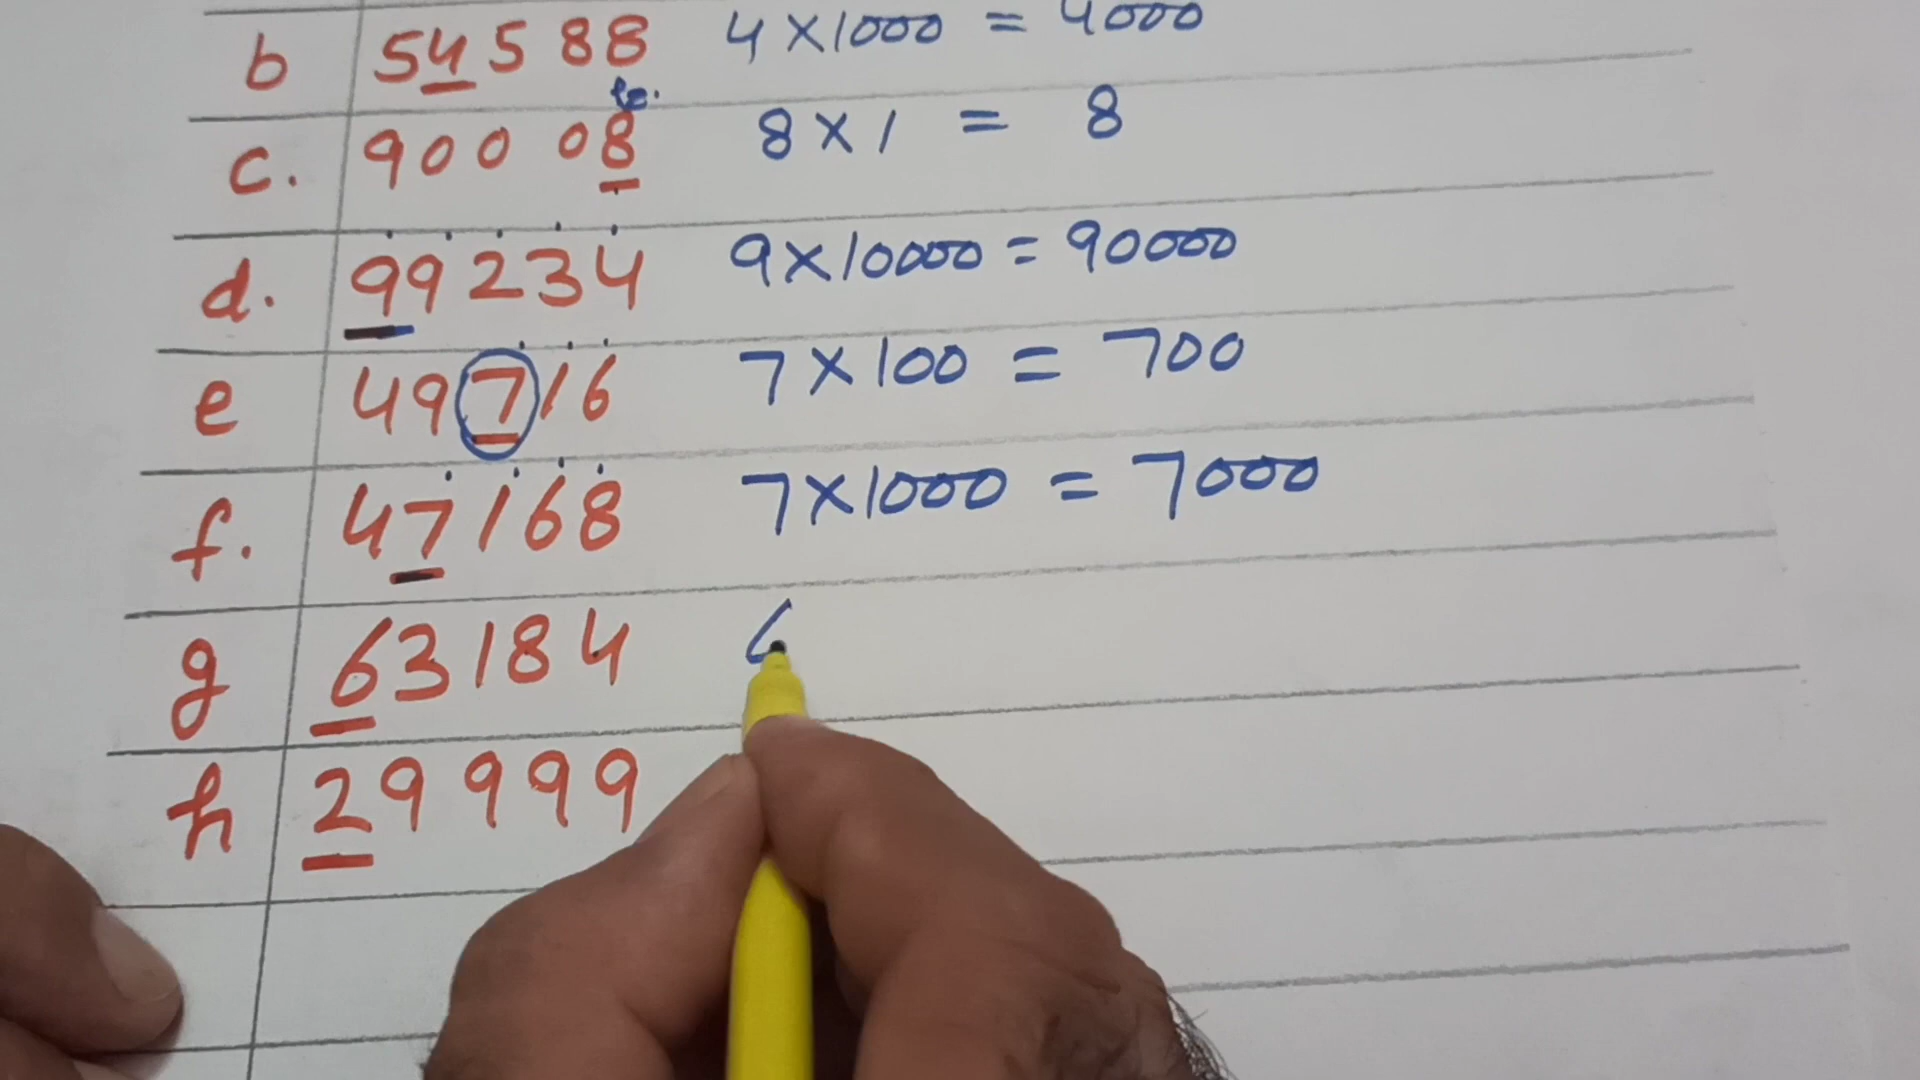 b 54588 4×1000 = 4000
c. 90008 8×1 = 8
d. 99234 9×10000 = 90000
e 49716 7×100 = 700
f. 47168 7×1000 = 7000
g 63184 6
h 29999